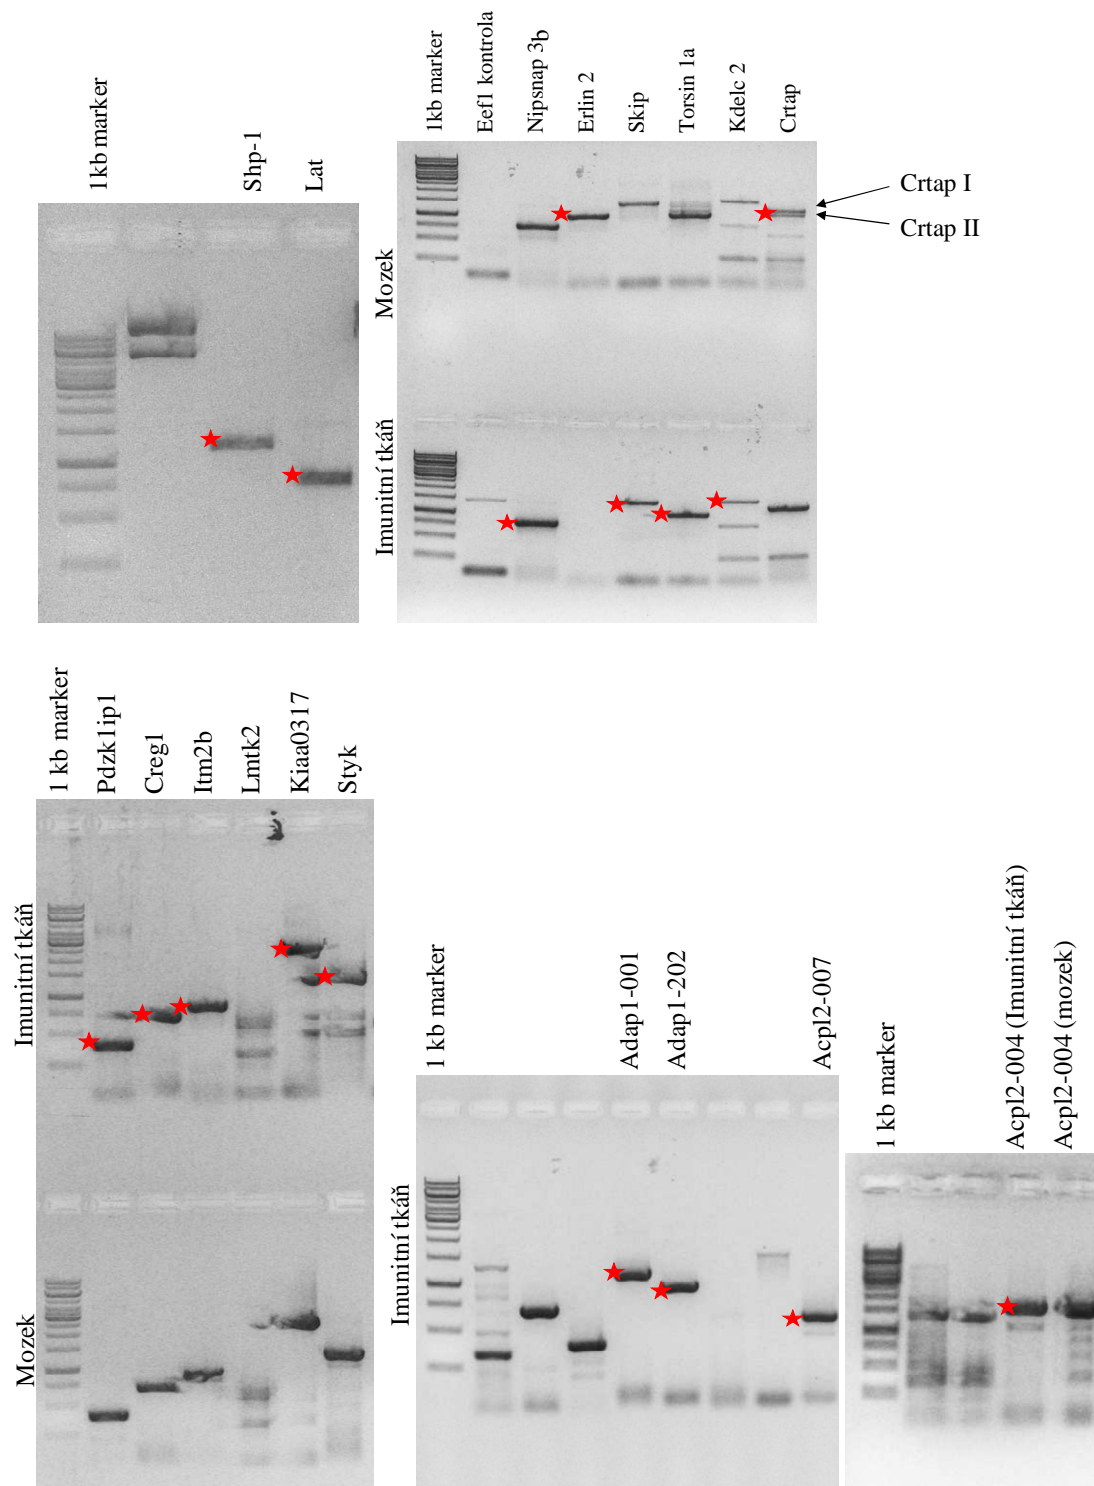 1kb marker
Shp-1
Lat
1kb marker
Eef1 kontrola
Nipsnap 3b
Erlin 2
Skip
Torsin 1a
Kdelc 2
Crtap
Crtap I
Crtap II
Mozek
Imunitní tkáň
1 kb marker
Pdzk1ip1
Creg1
Itm2b
Lmtk2
Kiaa0317
Styk
Imunitní tkáň
Mozek
1 kb marker
Adap1-001
Adap1-202
Acpl2-007
Imunitní tkáň
1 kb marker
Acpl2-004 (Imunitní tkáň)
Acpl2-004 (mozek)